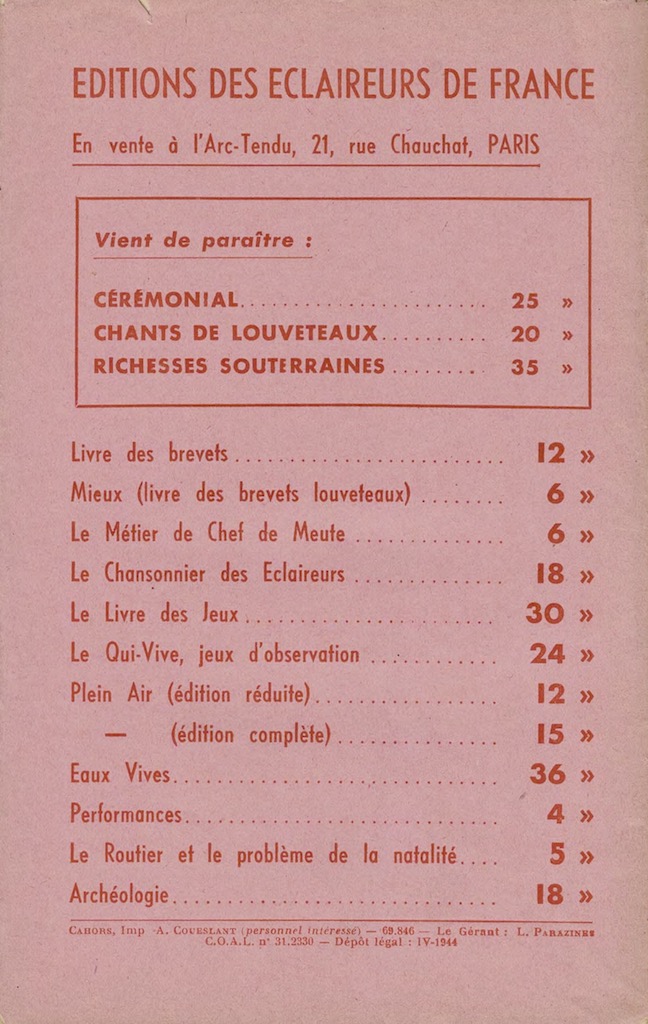 EDITIONS DES ECLAIREURS DE FRANCE
En vente à l'Arc-Tendu, 21, rue Chauchat, PARIS
Vient de paraître :
CÉRÉMONIAL...................... 25 »
CHANTS DE LOUVETEAUX.......... 20 »
RICHESSES SOUTERRAINES ........ 35 »
Livre des brevets ......................... 12 »
Mieux (livre des brevets louveteaux) ........ 6 »
Le Métier de Chef de Meute .............. 6 »
Le Chansonnier des Eclaireurs .............. 18 »
Le Livre des Jeux ........................ 30 »
Le Qui-Vive, jeux d'observation ............ 24 »
Plein Air (édition réduite)................. 12 »
— (édition complète) ............... 15 »
Eaux Vives............................... 36 »
Performances.............................. 4 »
Le Routier et le problème de la natalité.... 5 »
Archéologie............................... 18 »
CAHORS, Imp A. COUESLANT (personnel intéressé) — 69.846 — Le Gérant : L. PARAZINES
C.O.A.L. n° 31.2330 — Dépôt légal : IV-1944